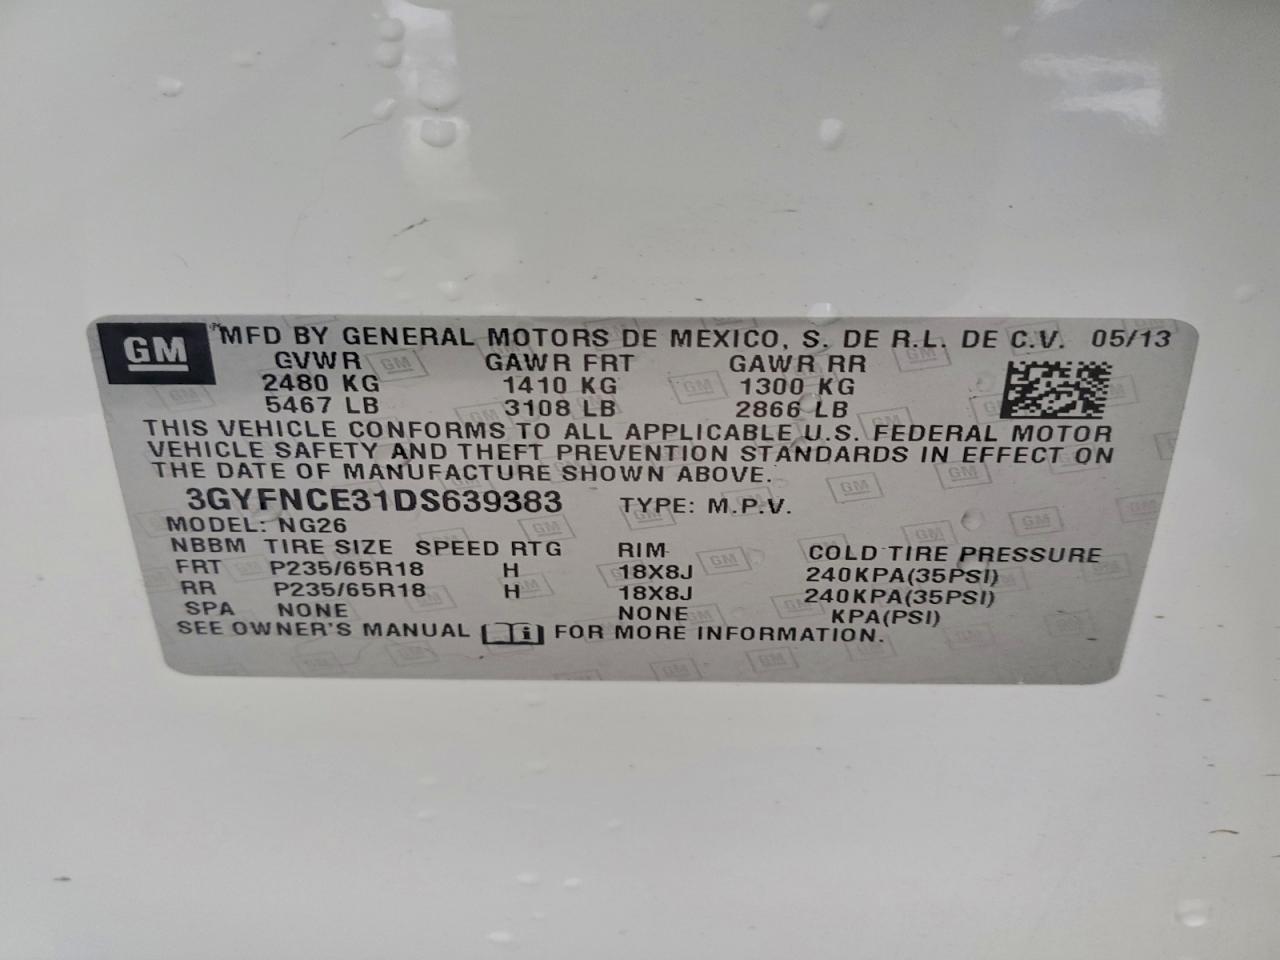 GM MFD BY GENERAL MOTORS DE MEXICO, S. DE R.L. DE C.V. 05/13
GVWR GAWR FRT GAWR RR
2480 KG 1410 KG 1300 KG
5467 LB 3108 LB 2866 LB
THIS VEHICLE CONFORMS TO ALL APPLICABLE U.S. FEDERAL MOTOR
VEHICLE SAFETY AND THEFT PREVENTION STANDARDS IN EFFECT ON
THE DATE OF MANUFACTURE SHOWN ABOVE.
3GYFNCE31DS639383 TYPE: M.P.V.
MODEL: NG26
NBBM TIRE SIZE SPEED RTG RIM COLD TIRE PRESSURE
FRT P235/65R18 H 18X8J 240KPA(35PSI)
RR P235/65R18 H 18X8J 240KPA(35PSI)
SPA NONE NONE KPA(PSI)
SEE OWNER'S MANUAL i FOR MORE INFORMATION.